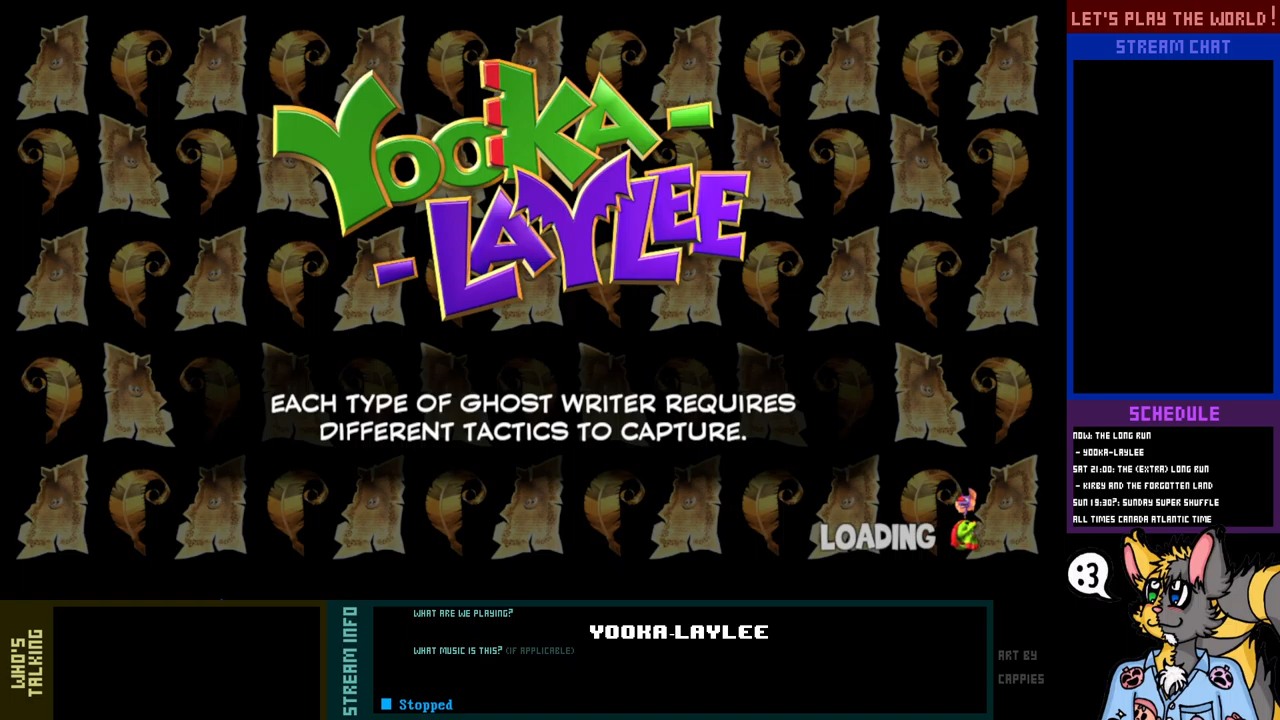 YOOKA-
-LAYLEE
EACH TYPE OF GHOST WRITER REQUIRES
DIFFERENT TACTICS TO CAPTURE.
LOADING
LET'S PLAY THE WORLD!
STREAM CHAT
SCHEDULE
NOW: THE LONG RUN
- YOOKA-LAYLEE
SAT 21:00: THE (EXTRA) LONG RUN
- KIRBY AND THE FORGOTTEN LAND
SUN 19:30?: SUNDAY SUPER SHUFFLE
ALL TIMES CANADA ATLANTIC TIME
:3
WHO'S
TALKING
STREAM INFO
WHAT ARE WE PLAYING?
YOOKA-LAYLEE
WHAT MUSIC IS THIS? (IF APPLICABLE)
Stopped
ART BY
CAPPIES